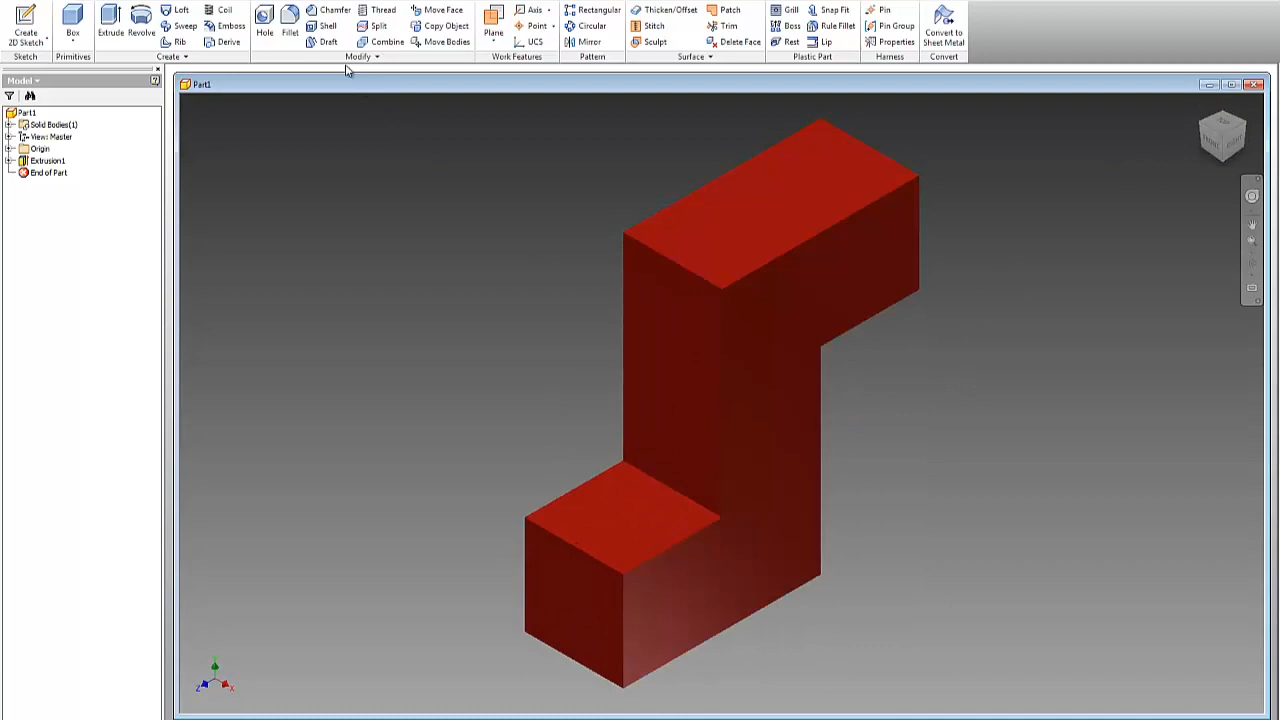 Loft Coil Chamfer Thread Move Face Axis Rectangular Thicken/Offset Patch Grill Snap Fit Pin
Create 2D Sketch Box Extrude Revolve Sweep Emboss Hole Fillet Shell Split Copy Object Plane Point Circular Stitch Trim Boss Rule Fillet Pin Group Convert to Sheet Metal
Rib Derive Draft Combine Move Bodies UCS Mirror Sculpt Delete Face Rest Lip Properties
Sketch Primitives Create Modify Work Features Pattern Surface Plastic Part Harness Convert
Model
Part1
Part1
Solid Bodies(1)
View: Master
Origin
Extrusion1
End of Part
TOP
FRONT RIGHT
Y
Z X